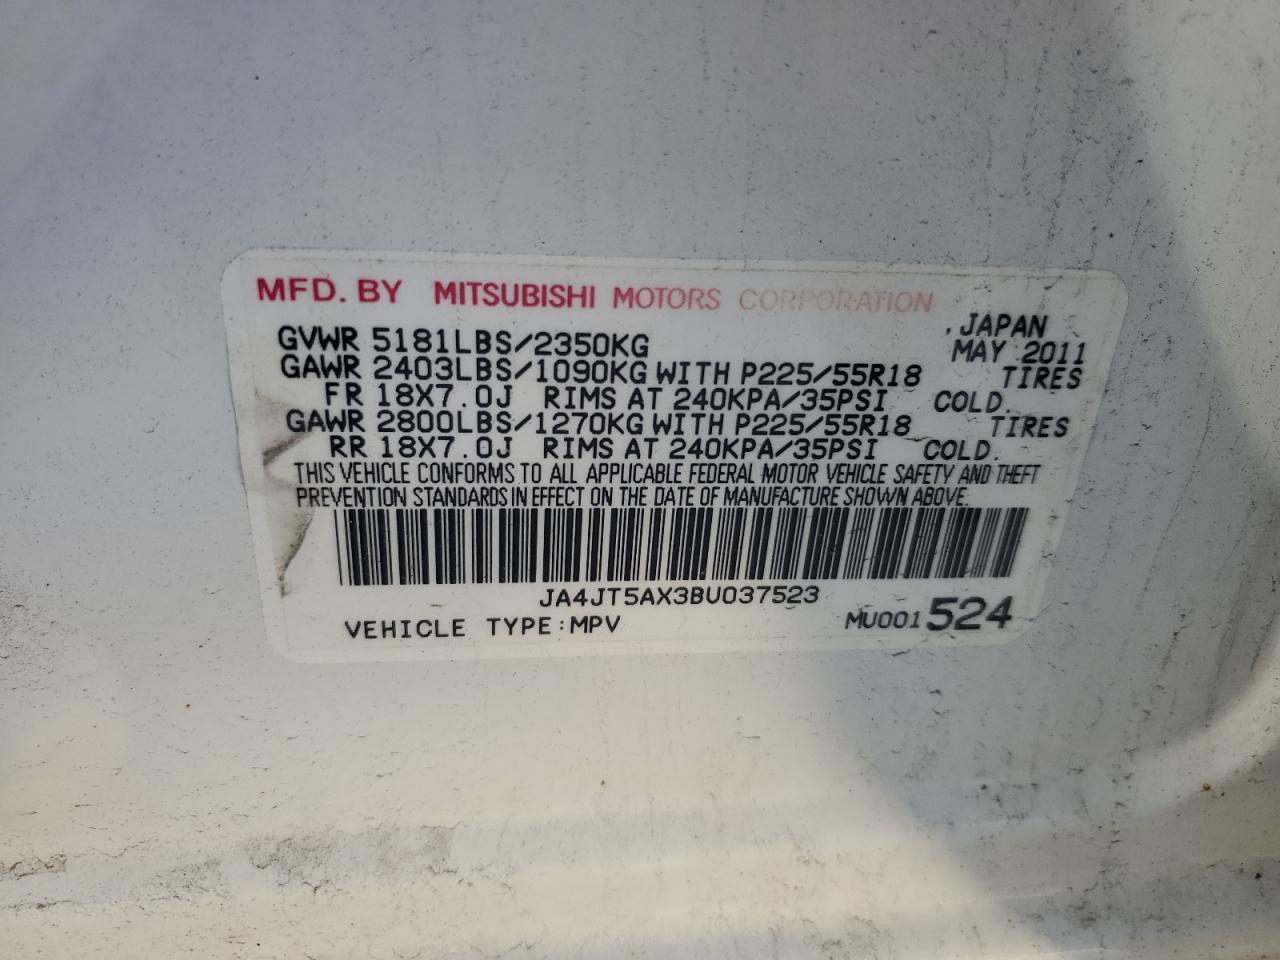 MFD. BY MITSUBISHI MOTORS CORPORATION
GVWR 5181LBS/2350KG JAPAN
MAY 2011
GAWR 2403LBS/1090KG WITH P225/55R18 TIRES
FR 18X7.0J RIMS AT 240KPA/35PSI COLD.
GAWR 2800LBS/1270KG WITH P225/55R18 TIRES
RR 18X7.0J RIMS AT 240KPA/35PSI COLD.
THIS VEHICLE CONFORMS TO ALL APPLICABLE FEDERAL MOTOR VEHICLE SAFETY AND THEFT
PREVENTION STANDARDS IN EFFECT ON THE DATE OF MANUFACTURE SHOWN ABOVE.
JA4JT5AX3BU037523
VEHICLE TYPE:MPV MU001524